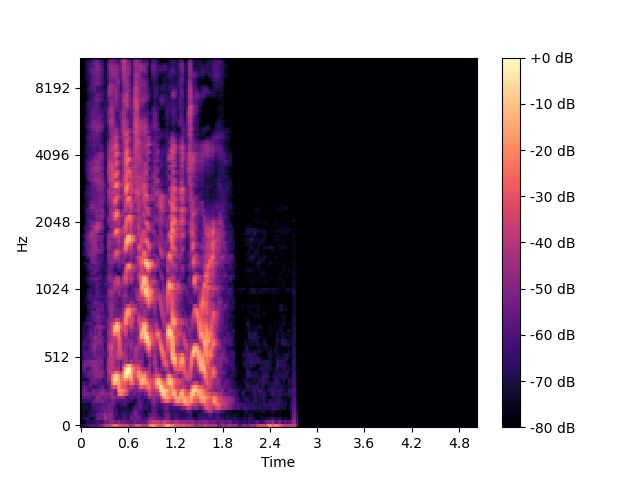 8192
4096
2048
1024
512
0
Hz
0 0.6 1.2 1.8 2.4 3 3.6 4.2 4.8
Time
+0 dB
-10 dB
-20 dB
-30 dB
-40 dB
-50 dB
-60 dB
-70 dB
-80 dB